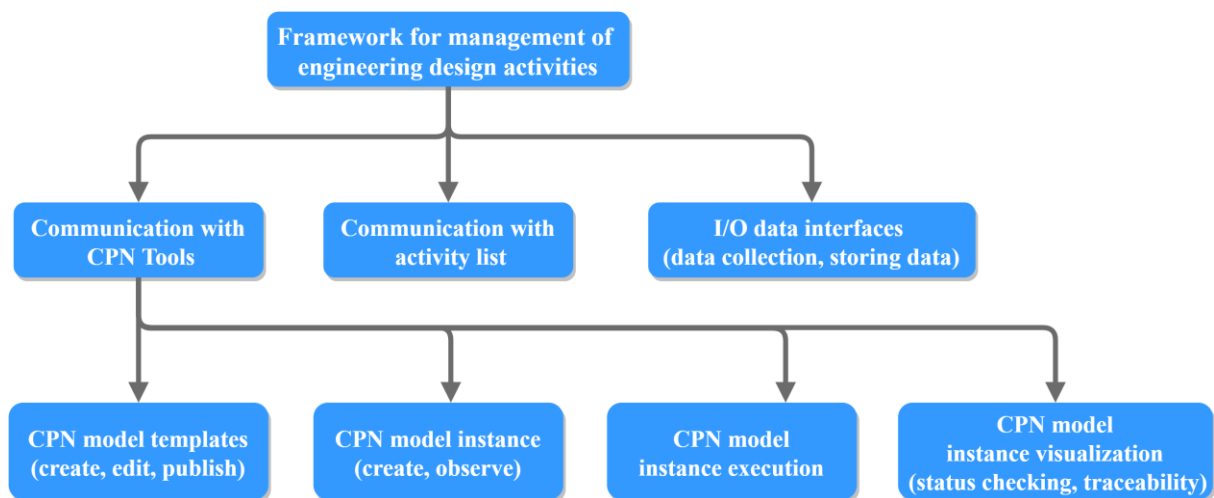 Framework for management of
engineering design activities
Communication with
CPN Tools
Communication with
activity list
I/O data interfaces
(data collection, storing data)
CPN model templates
(create, edit, publish)
CPN model instance
(create, observe)
CPN model
instance execution
CPN model
instance visualization
(status checking, traceability)